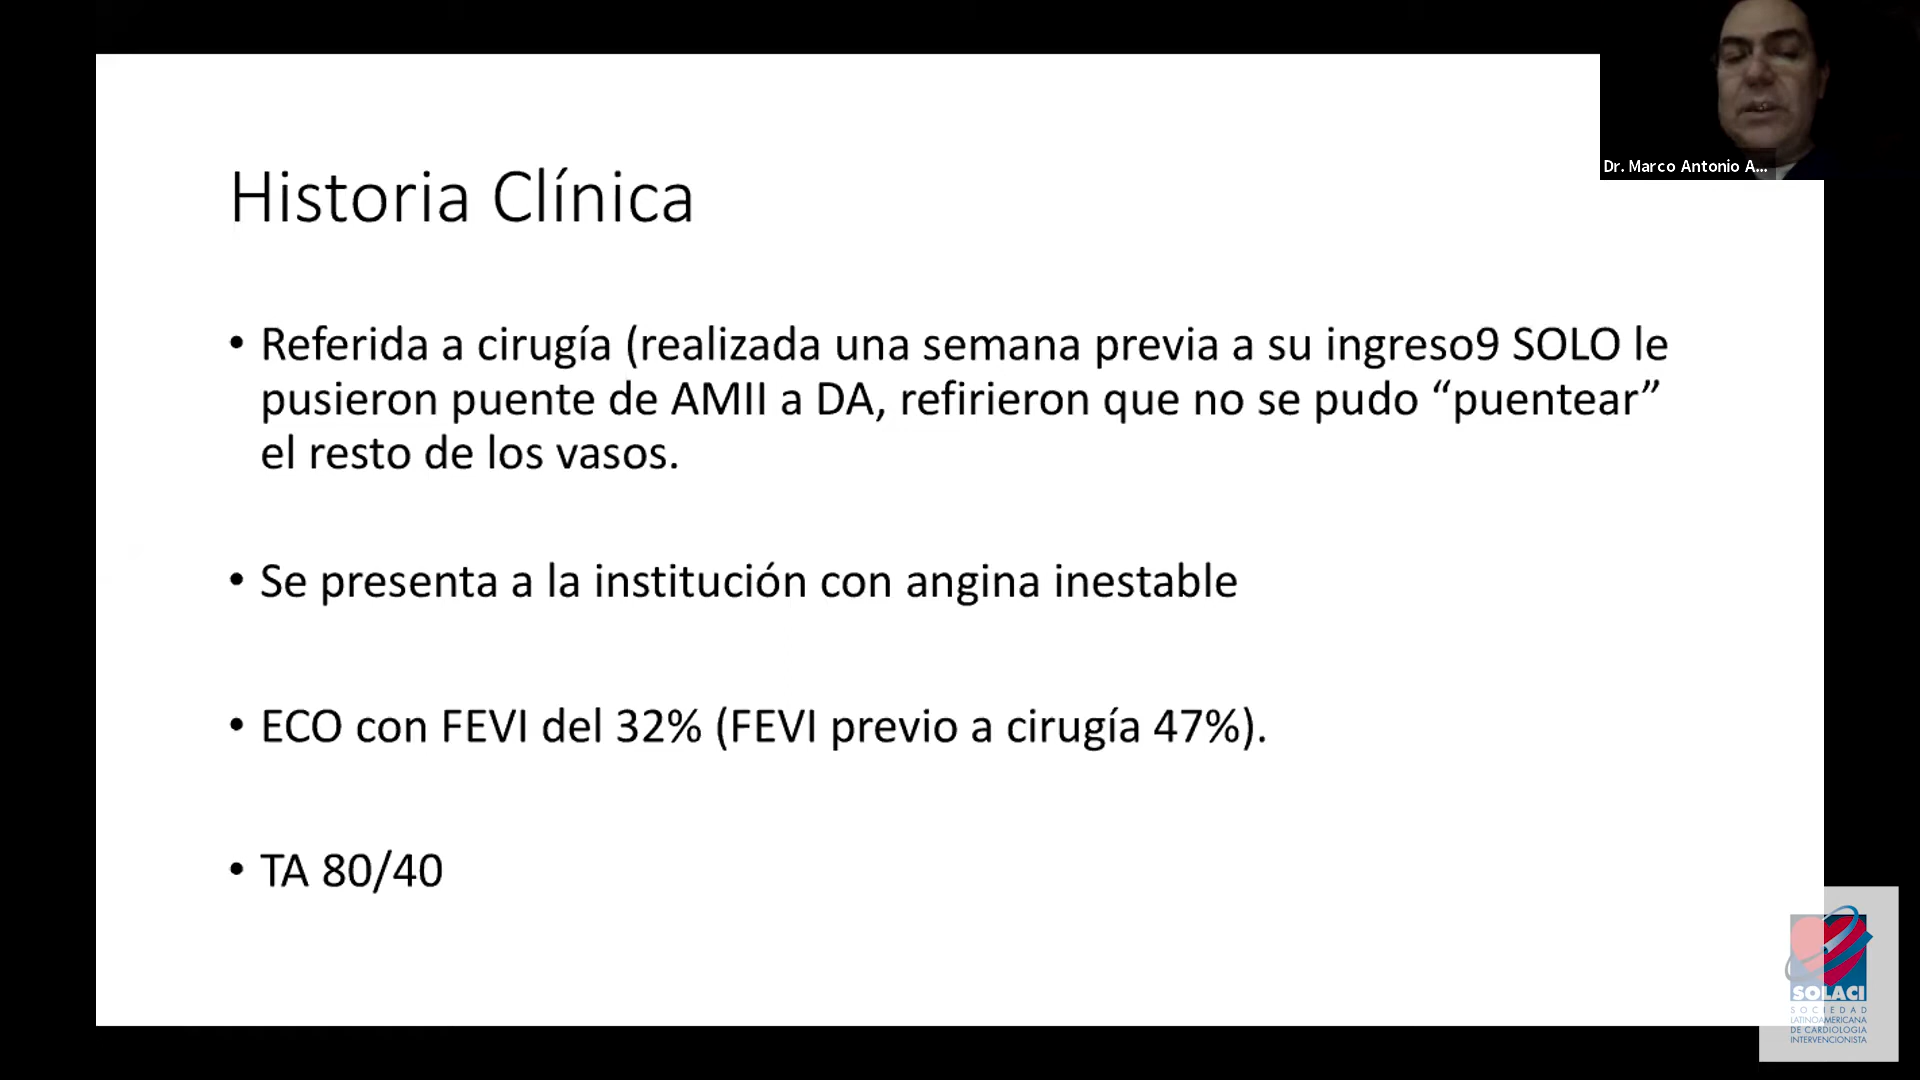 Dr. Marco Antonio A...
Historia Clínica
• Referida a cirugía (realizada una semana previa a su ingreso9 SOLO le
pusieron puente de AMII a DA, refirieron que no se pudo “puentear”
el resto de los vasos.
• Se presenta a la institución con angina inestable
• ECO con FEVI del 32% (FEVI previo a cirugía 47%).
• TA 80/40
SOLACI
SOCIEDAD
LATINOAMERICANA
DE CARDIOLOGIA
INTERVENCIONISTA